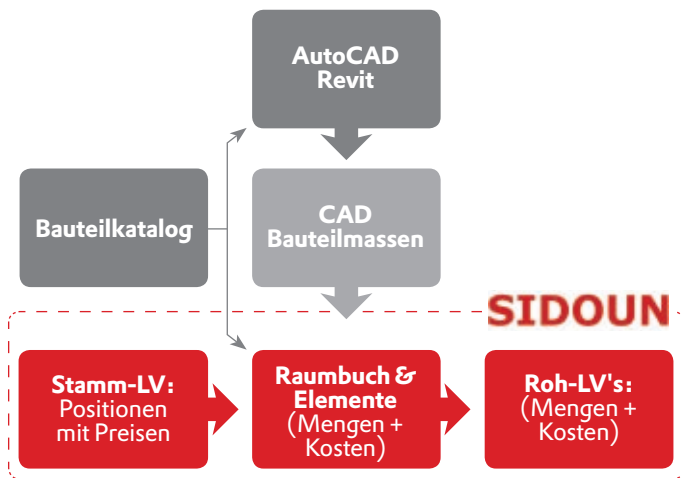 AutoCAD
Revit
Bauteilkatalog
CAD
Bauteilmassen
SIDOUN
Stamm-LV:
Positionen
mit Preisen
Raumbuch &
Elemente
(Mengen +
Kosten)
Roh-LV's:
(Mengen +
Kosten)